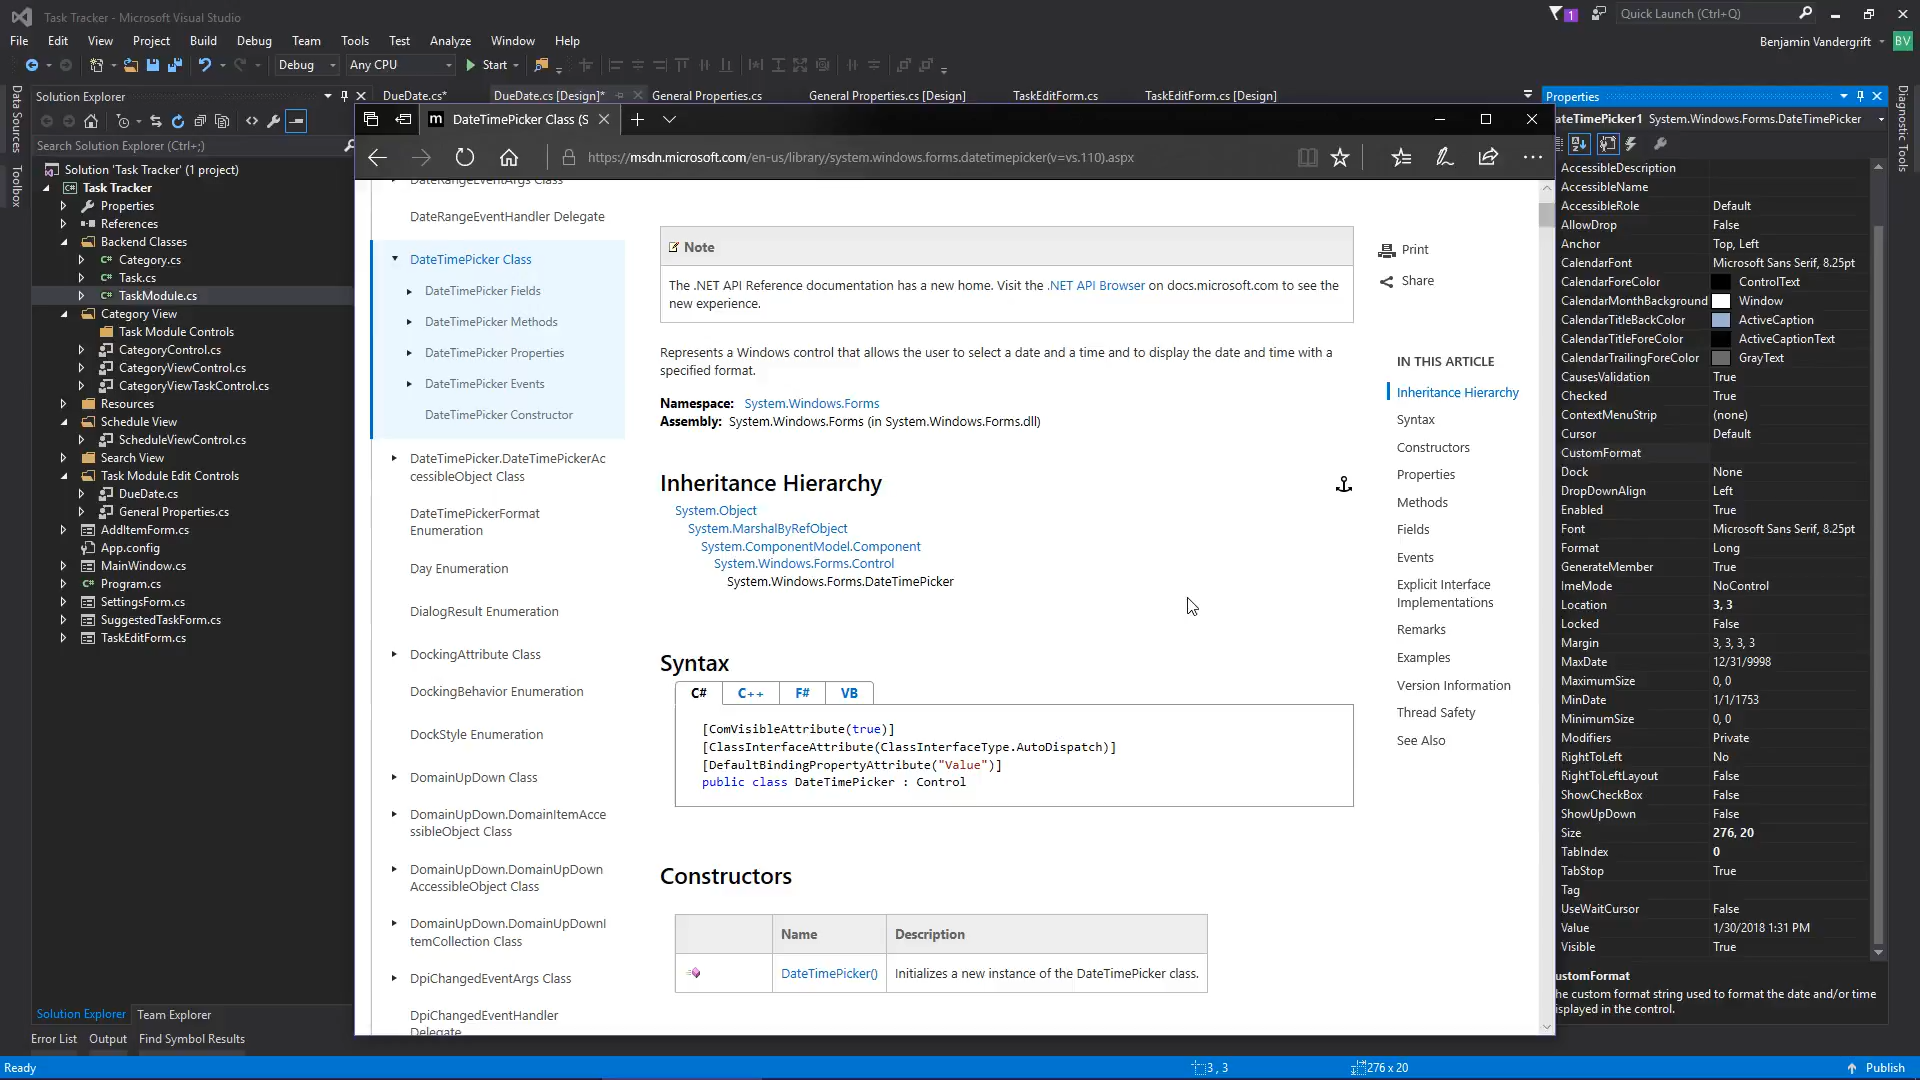 Task Tracker - Microsoft Visual Studio
1
Quick Launch (Ctrl+Q)
File Edit View Project Build Debug Team Tools Test Analyze Window Help
Benjamin Vandergrift
BV
Debug
Any CPU
Start
Data Sources
Toolbox
Solution Explorer
Search Solution Explorer (Ctrl+;)
Solution 'Task Tracker' (1 project)
Task Tracker
Properties
References
Backend Classes
Category.cs
Task.cs
TaskModule.cs
Category View
Task Module Controls
CategoryControl.cs
CategoryViewControl.cs
CategoryViewTaskControl.cs
Resources
Schedule View
ScheduleViewControl.cs
Search View
Task Module Edit Controls
DueDate.cs
General Properties.cs
AddItemForm.cs
App.config
MainWindow.cs
Program.cs
SettingsForm.cs
SuggestedTaskForm.cs
TaskEditForm.cs
Solution Explorer Team Explorer
Error List Output Find Symbol Results
Ready
DueDate.cs* DueDate.cs [Design]* General Properties.cs General Properties.cs [Design] TaskEditForm.cs TaskEditForm.cs [Design]
DateTimePicker Class (S
https://msdn.microsoft.com/en-us/library/system.windows.forms.datetimepicker(v=vs.110).aspx
DateRangeEventArgs Class
DateRangeEventHandler Delegate
DateTimePicker Class
DateTimePicker Fields
DateTimePicker Methods
DateTimePicker Properties
DateTimePicker Events
DateTimePicker Constructor
DateTimePicker.DateTimePickerAc
cessibleObject Class
DateTimePickerFormat
Enumeration
Day Enumeration
DialogResult Enumeration
DockingAttribute Class
DockingBehavior Enumeration
DockStyle Enumeration
DomainUpDown Class
DomainUpDown.DomainItemAcce
ssibleObject Class
DomainUpDown.DomainUpDown
AccessibleObject Class
DomainUpDown.DomainUpDownI
temCollection Class
DpiChangedEventArgs Class
DpiChangedEventHandler
Delegate
Note
The .NET API Reference documentation has a new home. Visit the .NET API Browser on docs.microsoft.com to see the
new experience.
Represents a Windows control that allows the user to select a date and a time and to display the date and time with a
specified format.
Namespace: System.Windows.Forms
Assembly: System.Windows.Forms (in System.Windows.Forms.dll)
Inheritance Hierarchy
System.Object
System.MarshalByRefObject
System.ComponentModel.Component
System.Windows.Forms.Control
System.Windows.Forms.DateTimePicker
Syntax
C# C++ F# VB
[ComVisibleAttribute(true)]
[ClassInterfaceAttribute(ClassInterfaceType.AutoDispatch)]
[DefaultBindingPropertyAttribute("Value")]
public class DateTimePicker : Control
Constructors
Name Description
DateTimePicker() Initializes a new instance of the DateTimePicker class.
Print
Share
IN THIS ARTICLE
Inheritance Hierarchy
Syntax
Constructors
Properties
Methods
Fields
Events
Explicit Interface
Implementations
Remarks
Examples
Version Information
Thread Safety
See Also
Properties
ateTimePicker1 System.Windows.Forms.DateTimePicker
AccessibleDescription
AccessibleName
AccessibleRole Default
AllowDrop False
Anchor Top, Left
CalendarFont Microsoft Sans Serif, 8.25pt
CalendarForeColor ControlText
CalendarMonthBackground Window
CalendarTitleBackColor ActiveCaption
CalendarTitleForeColor ActiveCaptionText
CalendarTrailingForeColor GrayText
CausesValidation True
Checked True
ContextMenuStrip (none)
Cursor Default
CustomFormat
Dock None
DropDownAlign Left
Enabled True
Font Microsoft Sans Serif, 8.25pt
Format Long
GenerateMember True
ImeMode NoControl
Location 3, 3
Locked False
Margin 3, 3, 3, 3
MaxDate 12/31/9998
MaximumSize 0, 0
MinDate 1/1/1753
MinimumSize 0, 0
Modifiers Private
RightToLeft No
RightToLeftLayout False
ShowCheckBox False
ShowUpDown False
Size 276, 20
TabIndex 0
TabStop True
Tag
UseWaitCursor False
Value 1/30/2018 1:31 PM
Visible True
ustomFormat
he custom format string used to format the date and/or time
isplayed in the control.
Diagnostic Tools
3 , 3
276 x 20
Publish